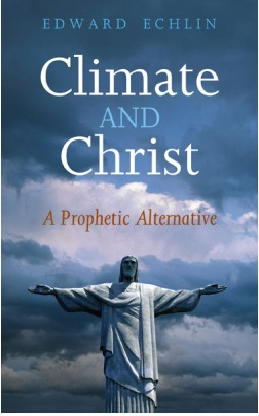 EDWARD ECHLIN
Climate
AND
Christ
A Prophetic Alternative